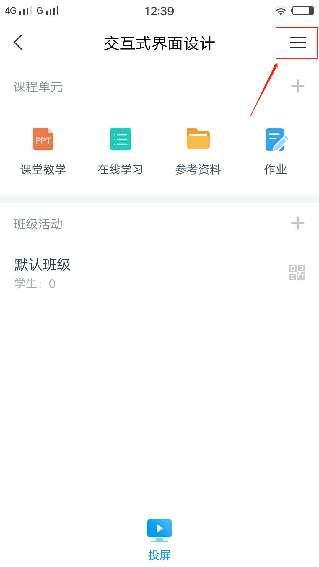 4G G 12:39
交互式界面设计
课程单元
PPT
课堂教学 在线学习 参考资料 作业
班级活动
默认班级
学生：0
投屏